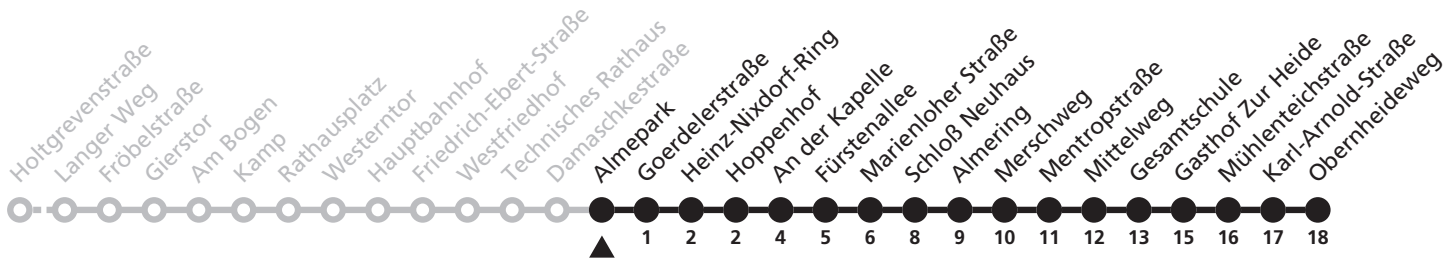 Holtgrevenstraße
Langer Weg
Fröbelstraße
Gierstor
Am Bogen
Kamp
Rathausplatz
Westerntor
Hauptbahnhof
Friedrich-Ebert-Straße
Westfriedhof
Technisches Rathaus
Damaschkestraße
Almepark
Goerdelerstraße
Heinz-Nixdorf-Ring
Hoppenhof
An der Kapelle
Fürstenallee
Marienloher Straße
Schloß Neuhaus
Almering
Merschweg
Mentropstraße
Mittelweg
Gesamtschule
Gasthof Zur Heide
Mühlenteichstraße
Karl-Arnold-Straße
Obernheideweg
1 2 2 4 5 6 8 9 10 11 12 13 15 16 17 18